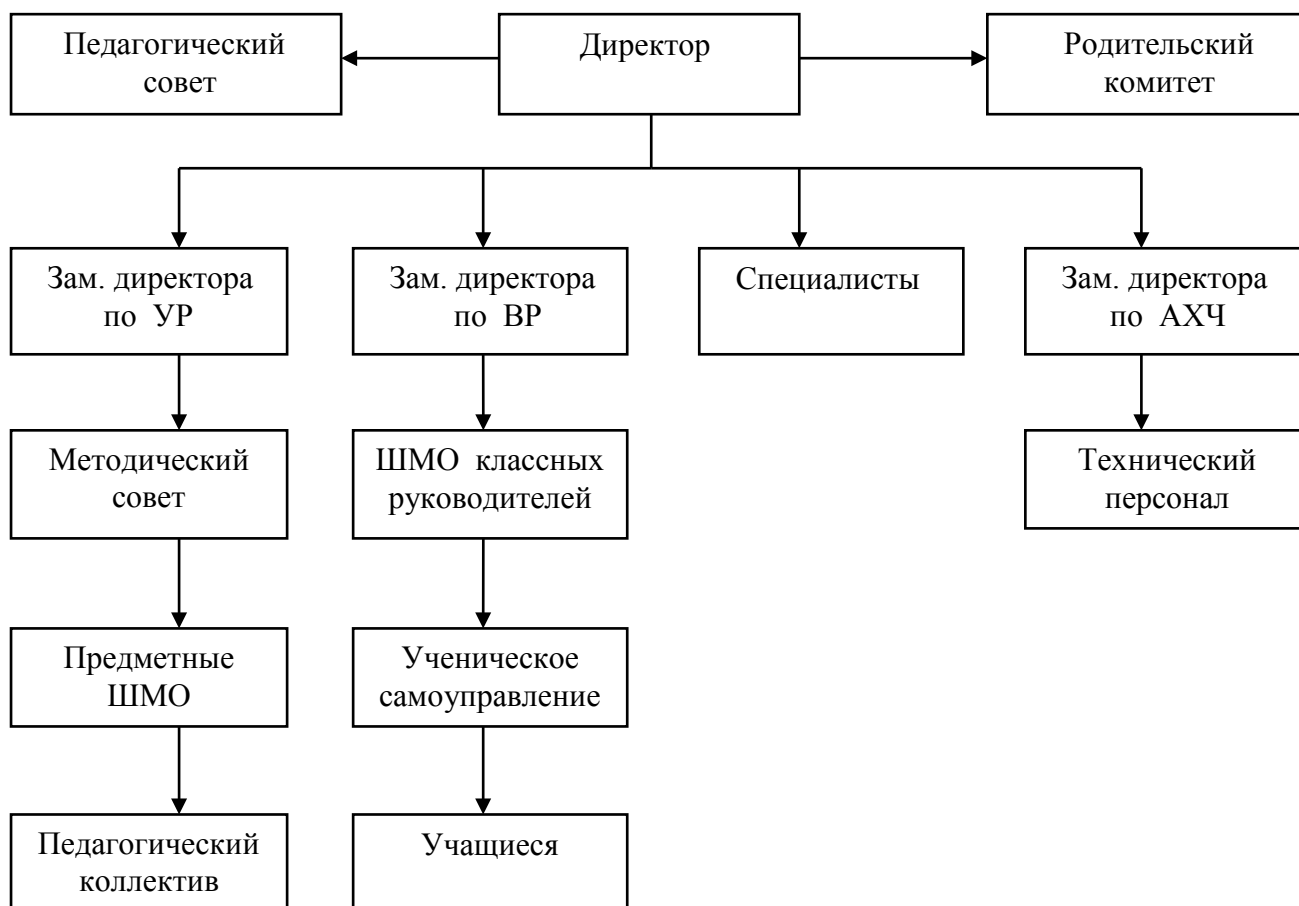 Педагогический
совет
Директор
Родительский
комитет
Зам. директора
по УР
Зам. директора
по ВР
Специалисты
Зам. директора
по АХЧ
Методический
совет
ШМО классных
руководителей
Технический
персонал
Предметные
ШМО
Ученическое
самоуправление
Педагогический
коллектив
Учащиеся